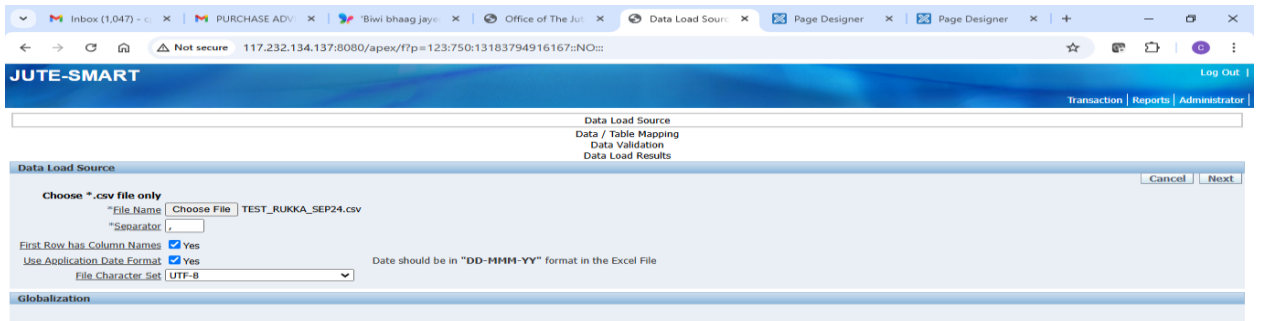 Inbox (1,047) - c
PURCHASE ADV
'Biwi bhaag jaye
Office of The Jut
Data Load Sourc
Page Designer
Page Designer
Not secure 117.232.134.137:8080/apex/f?p=123:750:13183794916167::NO:::
C
JUTE-SMART
Log Out |
Transaction | Reports | Administrator |
Data Load Source
Data / Table Mapping
Data Validation
Data Load Results
Data Load Source
Cancel Next
Choose *.csv file only
*File Name Choose File TEST_RUKKA_SEP24.csv
*Separator ,
First Row has Column Names Yes
Use Application Date Format Yes Date should be in "DD-MMM-YY" format in the Excel File
File Character Set UTF-8
Globalization